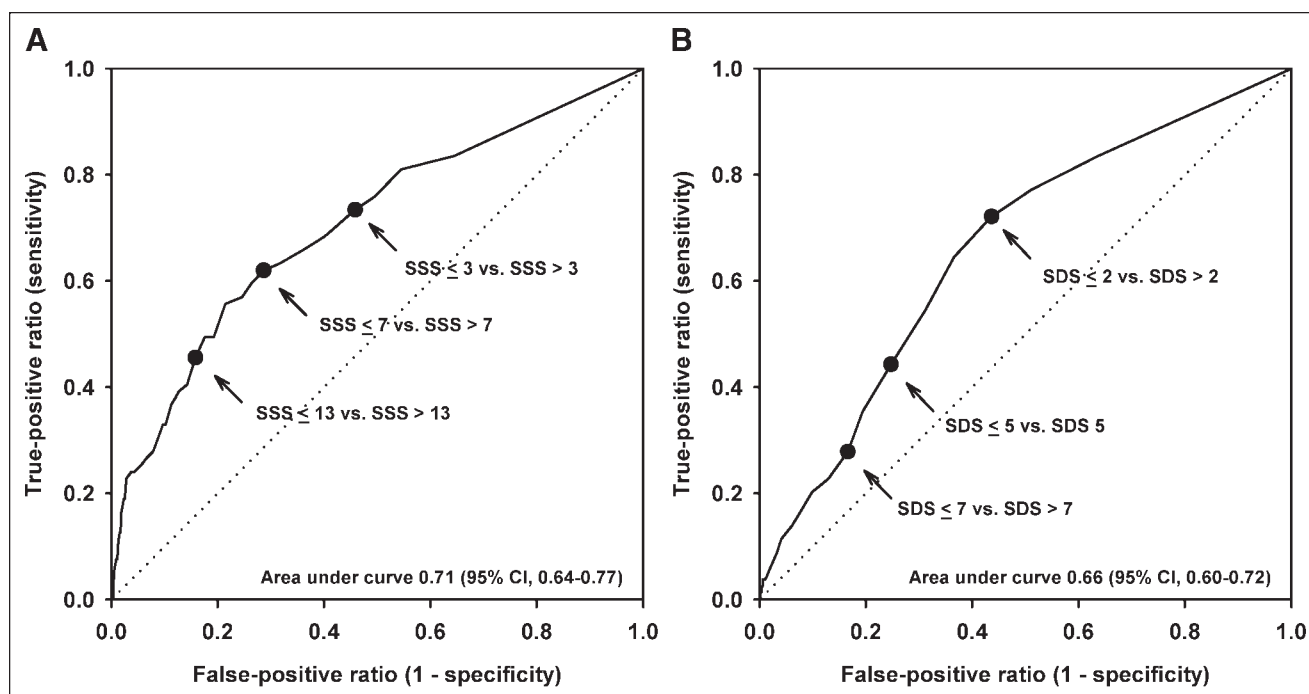 A
1.0
0.8
0.6
0.4
0.2
0.0
True-positive ratio (sensitivity)
SSS ≤ 3 vs. SSS > 3
SSS ≤ 7 vs. SSS > 7
SSS ≤ 13 vs. SSS > 13
Area under curve 0.71 (95% CI, 0.64-0.77)
0.0 0.2 0.4 0.6 0.8 1.0
False-positive ratio (1 - specificity)
B
1.0
0.8
0.6
0.4
0.2
0.0
True-positive ratio (sensitivity)
SDS ≤ 2 vs. SDS > 2
SDS ≤ 5 vs. SDS 5
SDS ≤ 7 vs. SDS > 7
Area under curve 0.66 (95% CI, 0.60-0.72)
0.0 0.2 0.4 0.6 0.8 1.0
False-positive ratio (1 - specificity)